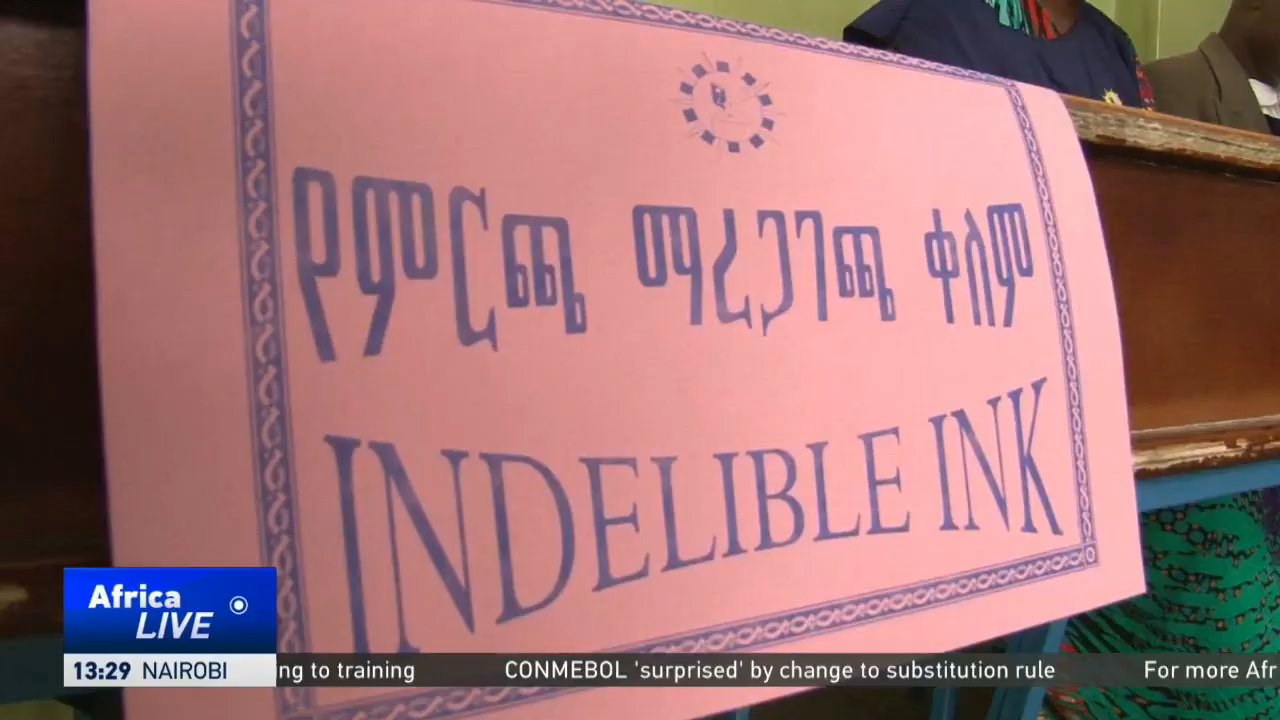 የምርጫ ማረጋገጫ ቀለም
INDELIBLE INK
Africa
LIVE
13:29 NAIROBI
ng to training CONMEBOL 'surprised' by change to substitution rule For more Afr